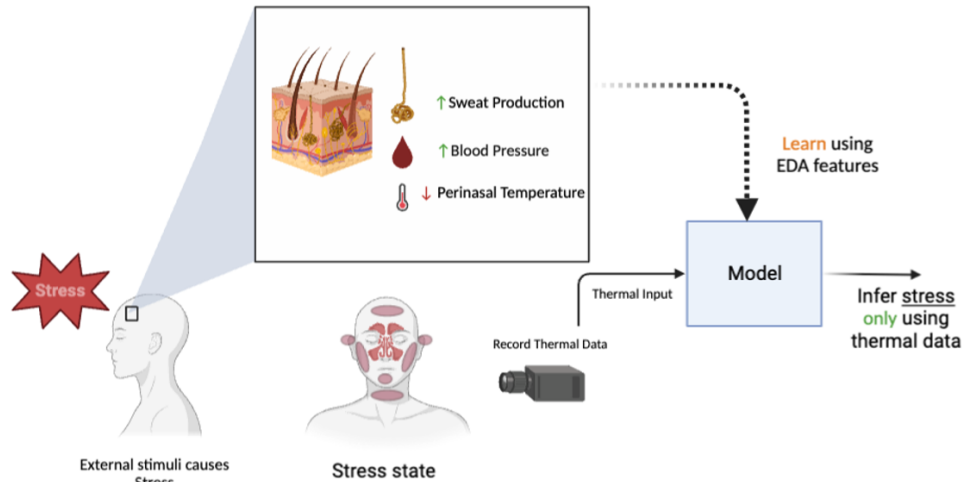 ↑Sweat Production
↑Blood Pressure
↓ Perinasal Temperature
Learn using
EDA features
Stress
Model
Thermal Input
Infer stress
only using
thermal data
Record Thermal Data
External stimuli causes
Stress
Stress state